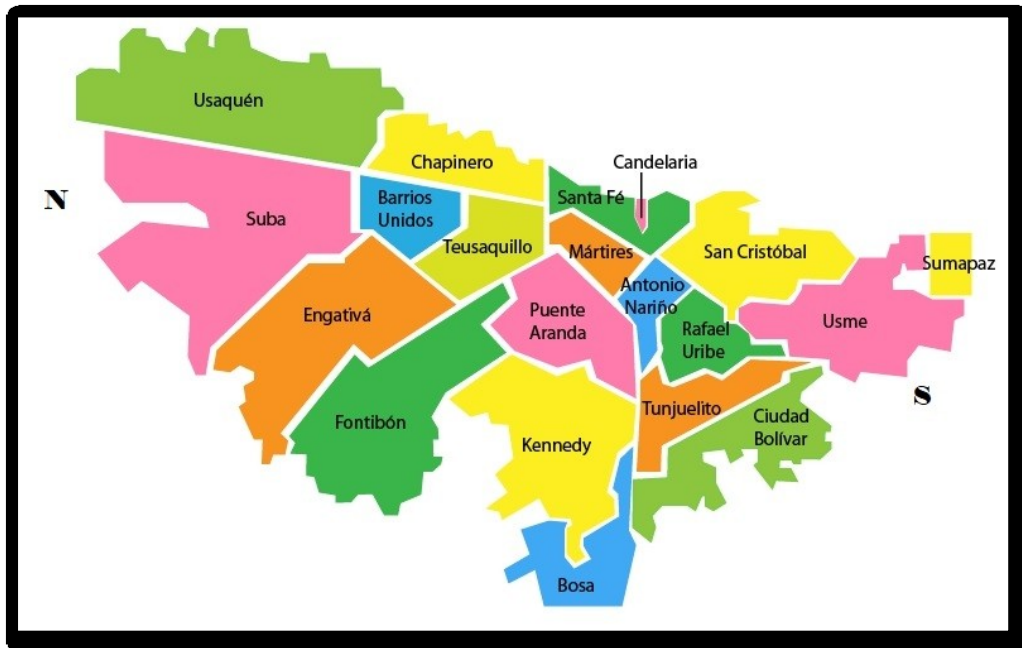 Usaquén
Chapinero
Candelaria
N
Suba
Barrios
Unidos
Santa Fé
Teusaquillo
Mártires
San Cristóbal
Sumapaz
Antonio
Nariño
Engativá
Puente
Aranda
Rafael
Uribe
Usme
S
Fontibón
Tunjuelito
Ciudad
Bolívar
Kennedy
Bosa